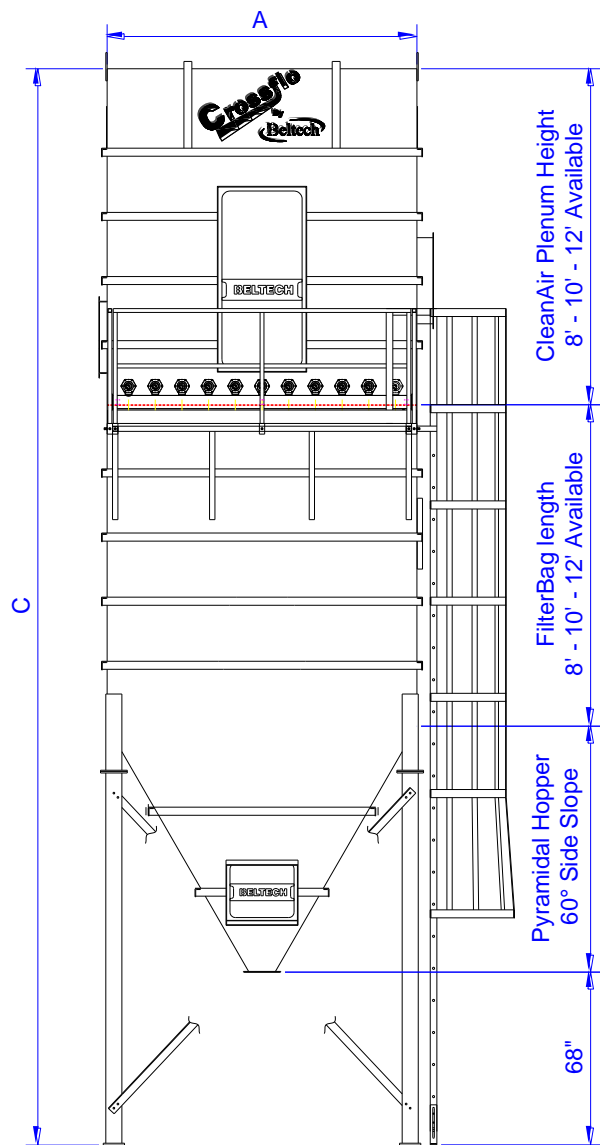 A
Crossflo
By
Beltech
CleanAir Plenum Height
8' - 10' - 12' Available
BELTECH
FilterBag length
8' - 10' - 12' Available
C
Pyramidal Hopper
60° Side Slope
BELTECH
68"